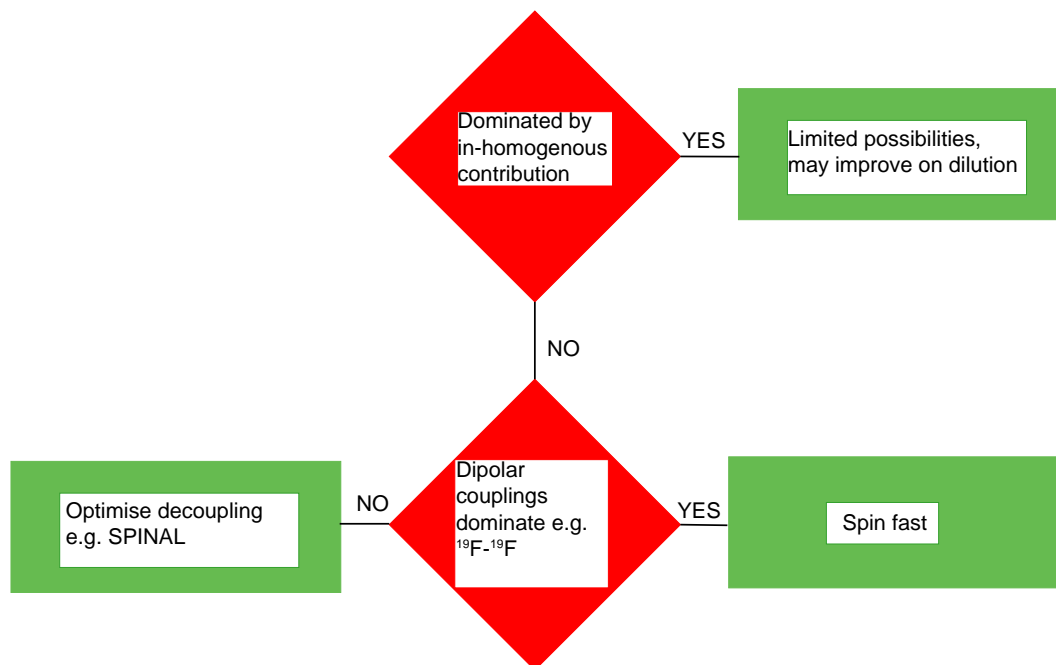 Dominated by
in-homogenous
contribution
YES
Limited possibilities,
may improve on dilution
NO
Optimise decoupling
e.g. SPINAL
NO
Dipolar
couplings
dominate e.g.
¹⁹F-¹⁹F
YES
Spin fast